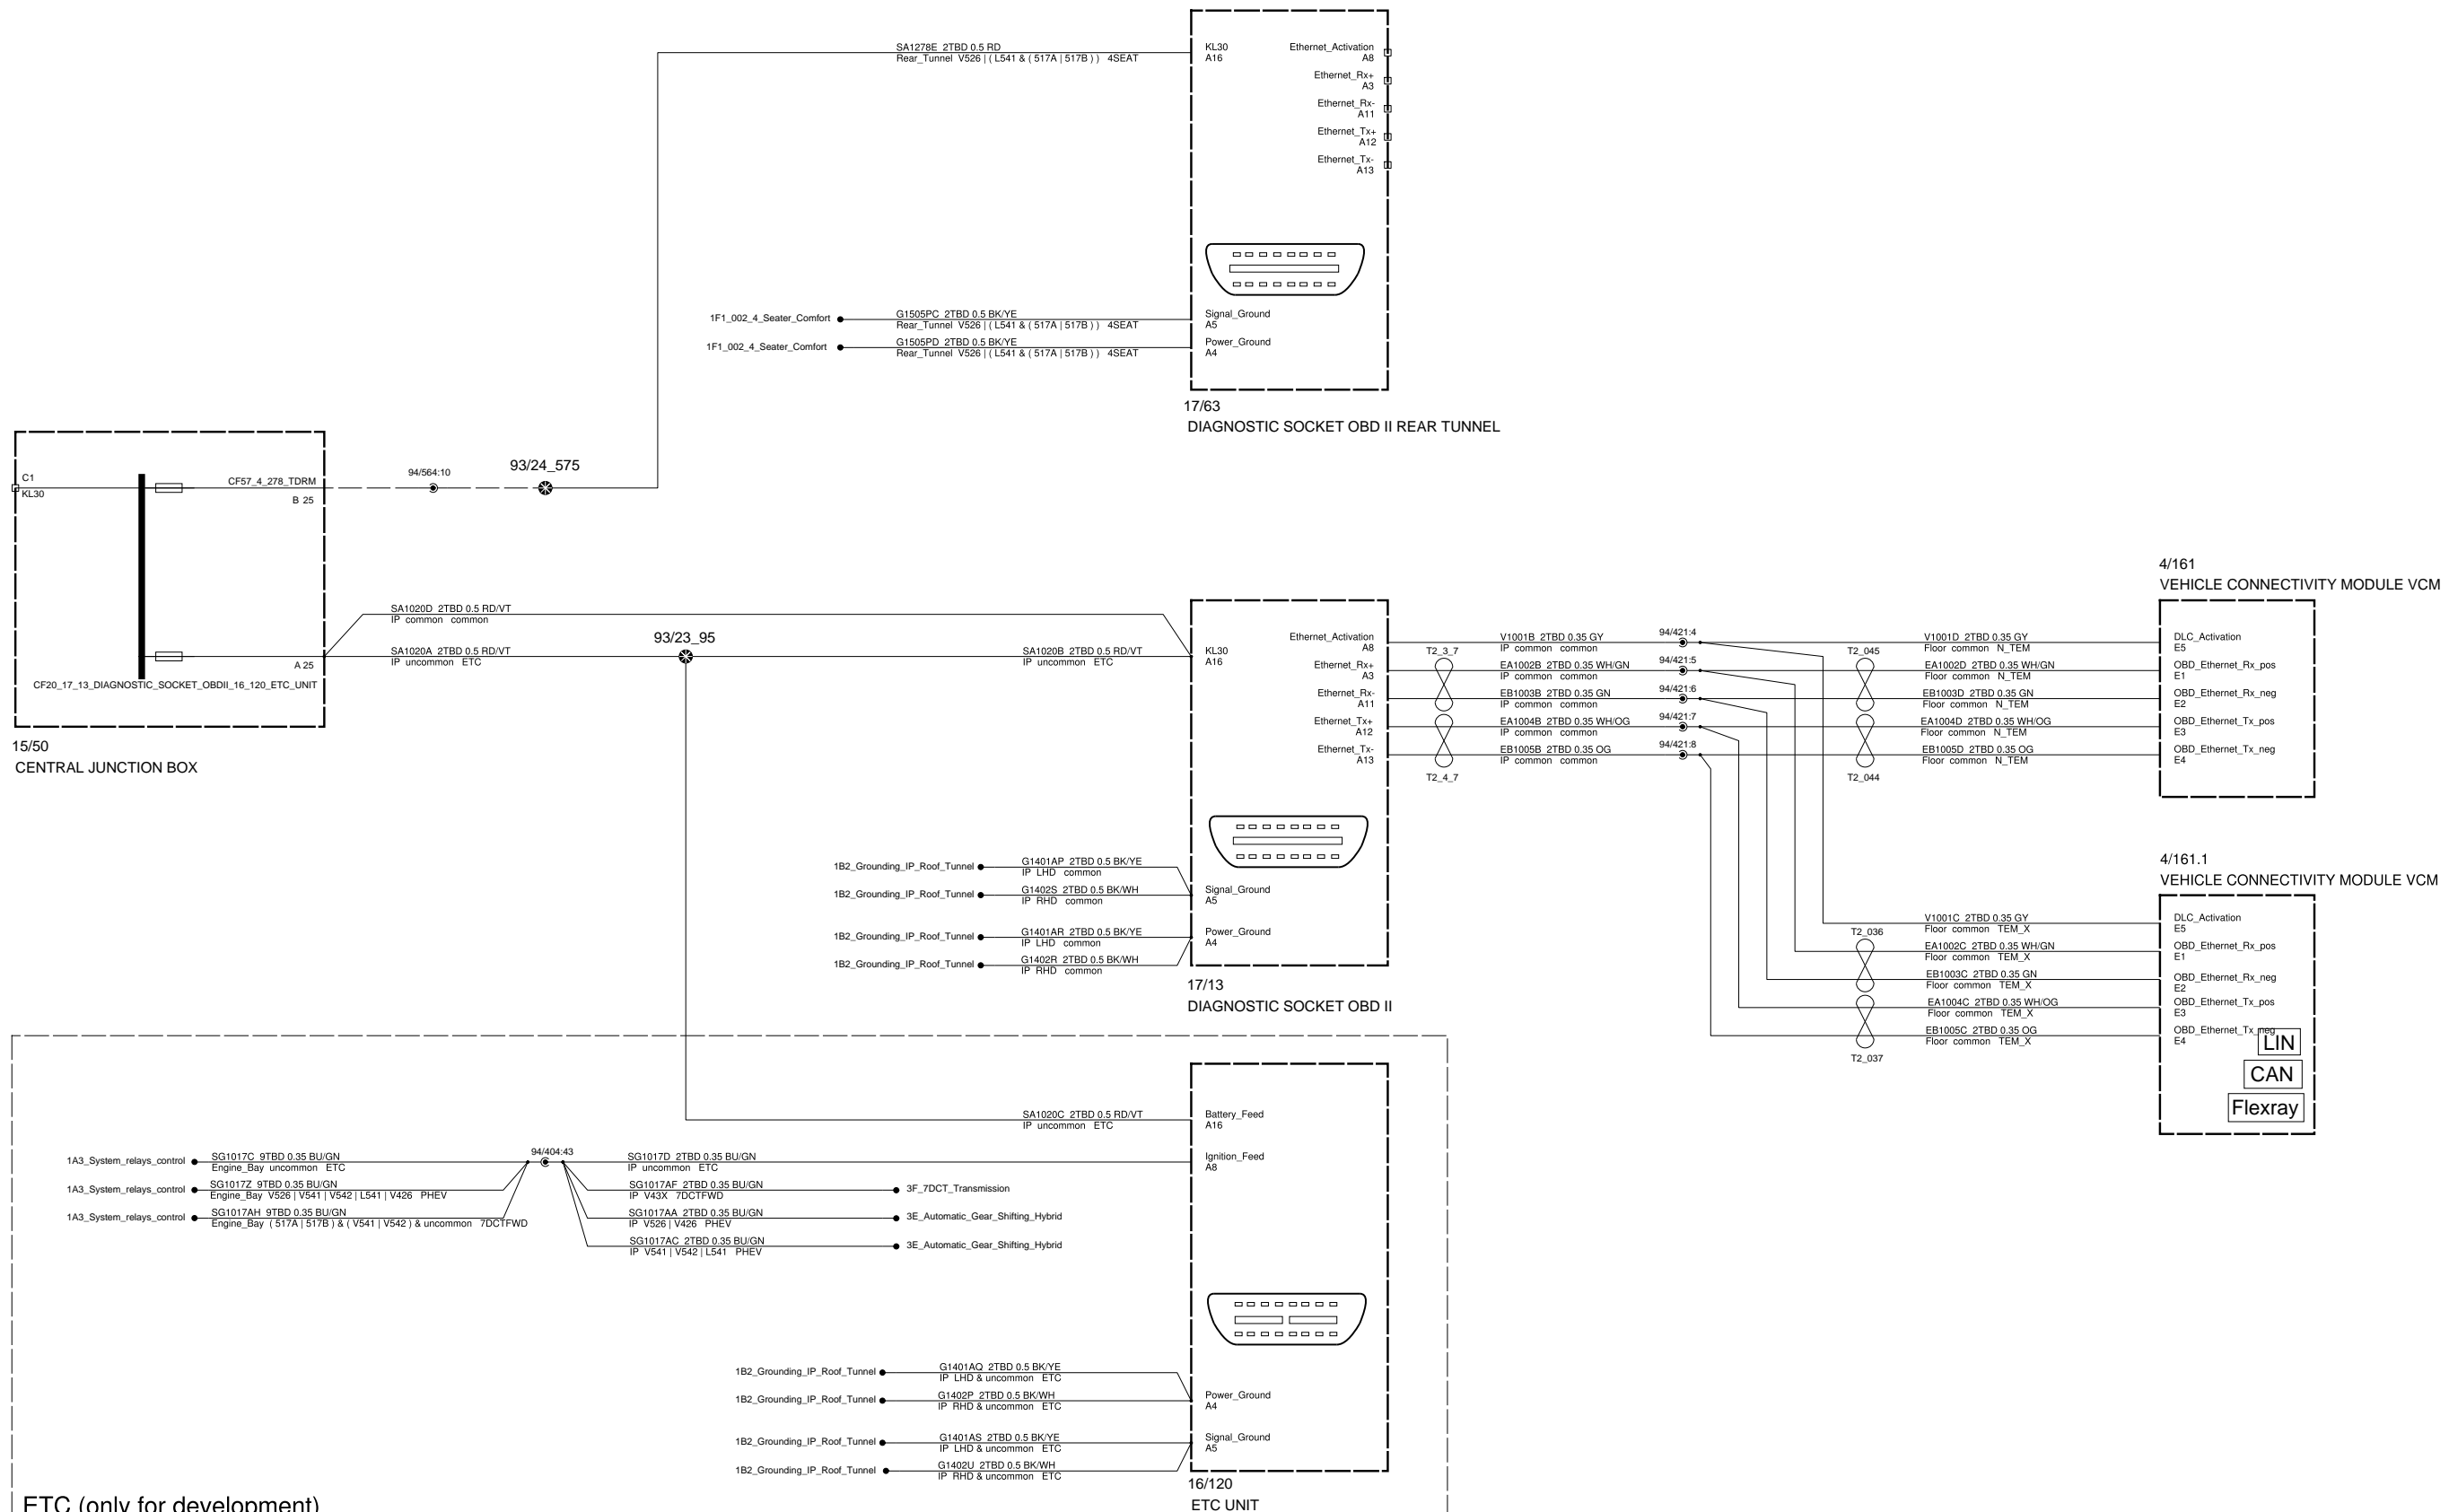 SA1278E 2TBD 0.5 RD
Rear_Tunnel V526 | ( L541 & ( 517A | 517B ) ) 4SEAT
KL30
A16
Ethernet_Activation
A8
Ethernet_Rx+
A3
Ethernet_Rx-
A11
Ethernet_Tx+
A12
Ethernet_Tx-
A13
1F1_002_4_Seater_Comfort
G1505PC 2TBD 0.5 BK/YE
Rear_Tunnel V526 | ( L541 & ( 517A | 517B ) ) 4SEAT
Signal_Ground
A5
1F1_002_4_Seater_Comfort
G1505PD 2TBD 0.5 BK/YE
Rear_Tunnel V526 | ( L541 & ( 517A | 517B ) ) 4SEAT
Power_Ground
A4
17/63
DIAGNOSTIC SOCKET OBD II REAR TUNNEL
C1
KL30
CF57_4_278_TDRM
B 25
94/564:10
93/24_575
A 25
CF20_17_13_DIAGNOSTIC_SOCKET_OBDII_16_120_ETC_UNIT
15/50
CENTRAL JUNCTION BOX
SA1020D 2TBD 0.5 RD/VT
IP common common
SA1020A 2TBD 0.5 RD/VT
IP uncommon ETC
93/23_95
SA1020B 2TBD 0.5 RD/VT
IP uncommon ETC
KL30
A16
Ethernet_Activation
A8
Ethernet_Rx+
A3
Ethernet_Rx-
A11
Ethernet_Tx+
A12
Ethernet_Tx-
A13
T2_3_7
T2_4_7
V1001B 2TBD 0.35 GY
IP common common
EA1002B 2TBD 0.35 WH/GN
IP common common
EB1003B 2TBD 0.35 GN
IP common common
EA1004B 2TBD 0.35 WH/OG
IP common common
EB1005B 2TBD 0.35 OG
IP common common
94/421:4
94/421:5
94/421:6
94/421:7
94/421:8
T2_045
T2_044
V1001D 2TBD 0.35 GY
Floor common N_TEM
EA1002D 2TBD 0.35 WH/GN
Floor common N_TEM
EB1003D 2TBD 0.35 GN
Floor common N_TEM
EA1004D 2TBD 0.35 WH/OG
Floor common N_TEM
EB1005D 2TBD 0.35 OG
Floor common N_TEM
4/161
VEHICLE CONNECTIVITY MODULE VCM
DLC_Activation
E5
OBD_Ethernet_Rx_pos
E1
OBD_Ethernet_Rx_neg
E2
OBD_Ethernet_Tx_pos
E3
OBD_Ethernet_Tx_neg
E4
1B2_Grounding_IP_Roof_Tunnel
G1401AP 2TBD 0.5 BK/YE
IP LHD common
1B2_Grounding_IP_Roof_Tunnel
G1402S 2TBD 0.5 BK/WH
IP RHD common
Signal_Ground
A5
1B2_Grounding_IP_Roof_Tunnel
G1401AR 2TBD 0.5 BK/YE
IP LHD common
Power_Ground
A4
1B2_Grounding_IP_Roof_Tunnel
G1402R 2TBD 0.5 BK/WH
IP RHD common
17/13
DIAGNOSTIC SOCKET OBD II
4/161.1
VEHICLE CONNECTIVITY MODULE VCM
T2_036
T2_037
V1001C 2TBD 0.35 GY
Floor common TEM_X
EA1002C 2TBD 0.35 WH/GN
Floor common TEM_X
EB1003C 2TBD 0.35 GN
Floor common TEM_X
EA1004C 2TBD 0.35 WH/OG
Floor common TEM_X
EB1005C 2TBD 0.35 OG
Floor common TEM_X
DLC_Activation
E5
OBD_Ethernet_Rx_pos
E1
OBD_Ethernet_Rx_neg
E2
OBD_Ethernet_Tx_pos
E3
OBD_Ethernet_Tx_neg
E4
LIN
CAN
Flexray
SA1020C 2TBD 0.5 RD/VT
IP uncommon ETC
Battery_Feed
A16
1A3_System_relays_control
SG1017C 9TBD 0.35 BU/GN
Engine_Bay uncommon ETC
94/404:43
SG1017D 2TBD 0.35 BU/GN
IP uncommon ETC
Ignition_Feed
A8
1A3_System_relays_control
SG1017Z 9TBD 0.35 BU/GN
Engine_Bay V526 | V541 | V542 | L541 | V426 PHEV
SG1017AF 2TBD 0.35 BU/GN
IP V43X 7DCTFWD
3F_7DCT_Transmission
1A3_System_relays_control
SG1017AH 9TBD 0.35 BU/GN
Engine_Bay ( 517A | 517B ) & ( V541 | V542 ) & uncommon 7DCTFWD
SG1017AA 2TBD 0.35 BU/GN
IP V526 | V426 PHEV
3E_Automatic_Gear_Shifting_Hybrid
SG1017AC 2TBD 0.35 BU/GN
IP V541 | V542 | L541 PHEV
3E_Automatic_Gear_Shifting_Hybrid
1B2_Grounding_IP_Roof_Tunnel
G1401AQ 2TBD 0.5 BK/YE
IP LHD & uncommon ETC
1B2_Grounding_IP_Roof_Tunnel
G1402P 2TBD 0.5 BK/WH
IP RHD & uncommon ETC
Power_Ground
A4
1B2_Grounding_IP_Roof_Tunnel
G1401AS 2TBD 0.5 BK/YE
IP LHD & uncommon ETC
Signal_Ground
A5
1B2_Grounding_IP_Roof_Tunnel
G1402U 2TBD 0.5 BK/WH
IP RHD & uncommon ETC
16/120
ETC UNIT
ETC (only for development)